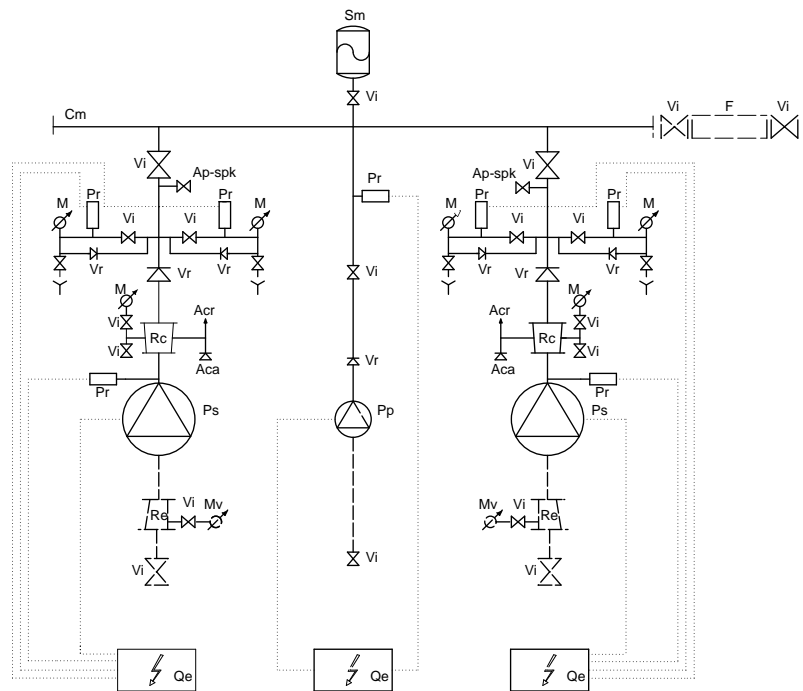 Sm
Vi
Cm
Vi F Vi
Vi Ap-spk Pr Ap-spk Vi
Pr Pr Pr Pr
M Vi Vi M M Vi Vi M
Vr Vr Vi Vr Vr
Vr Vr
M Acr Acr M
Vi Rc Rc Vi
Vi Aca Vr Aca Vi
Pr Pr
Ps Pp Ps
Vi Mv Mv Vi
Re Re
Vi Vi Vi
Qe Qe Qe